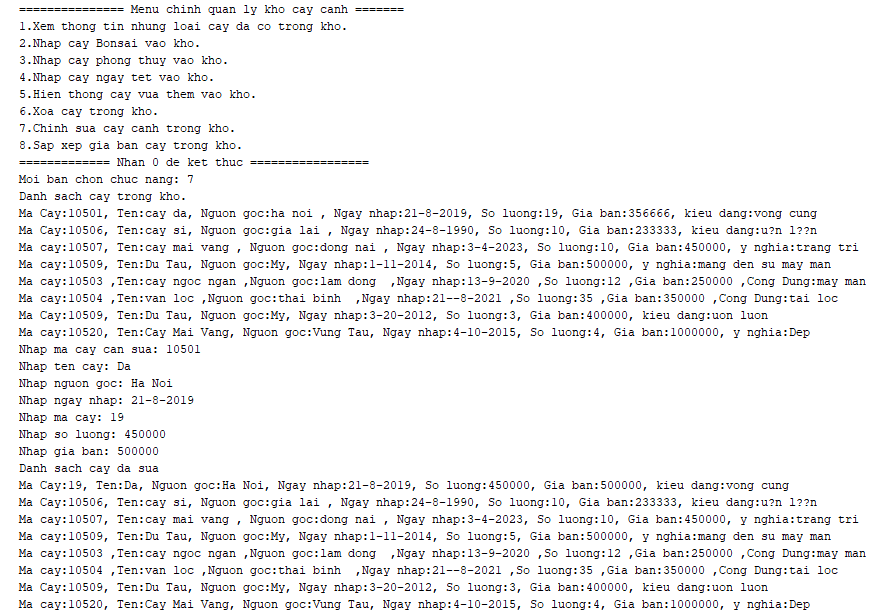 =============== Menu chinh quan ly kho cay canh =======
1.Xem thong tin nhung loai cay da co trong kho.
2.Nhap cay Bonsai vao kho.
3.Nhap cay phong thuy vao kho.
4.Nhap cay ngay tet vao kho.
5.Hien thong cay vua them vao kho.
6.Xoa cay trong kho.
7.Chinh sua cay canh trong kho.
8.Sap xep gia ban cay trong kho.
============= Nhan 0 de ket thuc =================
Moi ban chon chuc nang: 7
Danh sach cay trong kho.
Ma Cay:10501, Ten:cay da, Nguon goc:ha noi , Ngay nhap:21-8-2019, So luong:19, Gia ban:356666, kieu dang:vong cung
Ma Cay:10506, Ten:cay si, Nguon goc:gia lai , Ngay nhap:24-8-1990, So luong:10, Gia ban:233333, kieu dang:u?n l??n
Ma cay:10507, Ten:cay mai vang , Nguon goc:dong nai , Ngay nhap:3-4-2023, So luong:10, Gia ban:450000, y nghia:trang tri
Ma cay:10509, Ten:Du Tau, Nguon goc:My, Ngay nhap:1-11-2014, So luong:5, Gia ban:500000, y nghia:mang den su may man
Ma cay:10503 ,Ten:cay ngoc ngan ,Nguon goc:lam dong  ,Ngay nhap:13-9-2020 ,So luong:12 ,Gia ban:250000 ,Cong Dung:may man
Ma cay:10504 ,Ten:van loc ,Nguon goc:thai binh  ,Ngay nhap:21--8-2021 ,So luong:35 ,Gia ban:350000 ,Cong Dung:tai loc
Ma Cay:10509, Ten:Du Tau, Nguon goc:My, Ngay nhap:3-20-2012, So luong:3, Gia ban:400000, kieu dang:uon luon
Ma cay:10520, Ten:Cay Mai Vang, Nguon goc:Vung Tau, Ngay nhap:4-10-2015, So luong:4, Gia ban:1000000, y nghia:Dep
Nhap ma cay can sua: 10501
Nhap ten cay: Da
Nhap nguon goc: Ha Noi
Nhap ngay nhap: 21-8-2019
Nhap ma cay: 19
Nhap so luong: 450000
Nhap gia ban: 500000
Danh sach cay da sua
Ma Cay:19, Ten:Da, Nguon goc:Ha Noi, Ngay nhap:21-8-2019, So luong:450000, Gia ban:500000, kieu dang:vong cung
Ma Cay:10506, Ten:cay si, Nguon goc:gia lai , Ngay nhap:24-8-1990, So luong:10, Gia ban:233333, kieu dang:u?n l??n
Ma cay:10507, Ten:cay mai vang , Nguon goc:dong nai , Ngay nhap:3-4-2023, So luong:10, Gia ban:450000, y nghia:trang tri
Ma cay:10509, Ten:Du Tau, Nguon goc:My, Ngay nhap:1-11-2014, So luong:5, Gia ban:500000, y nghia:mang den su may man
Ma cay:10503 ,Ten:cay ngoc ngan ,Nguon goc:lam dong  ,Ngay nhap:13-9-2020 ,So luong:12 ,Gia ban:250000 ,Cong Dung:may man
Ma cay:10504 ,Ten:van loc ,Nguon goc:thai binh  ,Ngay nhap:21--8-2021 ,So luong:35 ,Gia ban:350000 ,Cong Dung:tai loc
Ma Cay:10509, Ten:Du Tau, Nguon goc:My, Ngay nhap:3-20-2012, So luong:3, Gia ban:400000, kieu dang:uon luon
Ma cay:10520, Ten:Cay Mai Vang, Nguon goc:Vung Tau, Ngay nhap:4-10-2015, So luong:4, Gia ban:1000000, y nghia:Dep